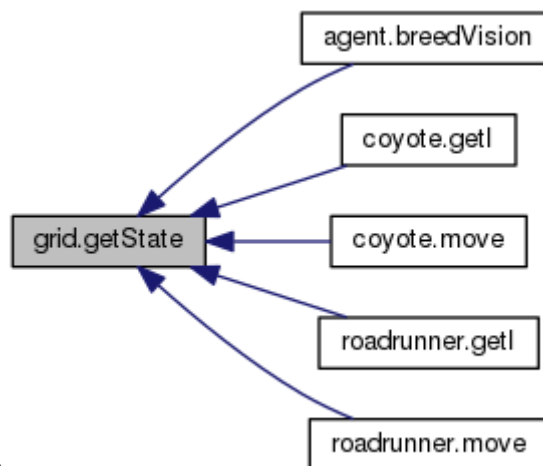 agent.breedVision
coyote.getI
grid.getState
coyote.move
roadrunner.getI
roadrunner.move